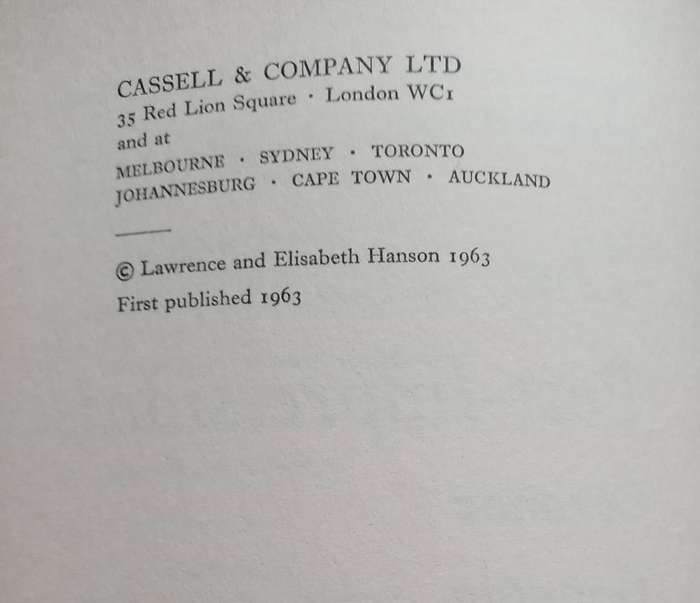 CASSELL & COMPANY LTD
35 Red Lion Square · London WC1
and at
MELBOURNE · SYDNEY · TORONTO
JOHANNESBURG · CAPE TOWN · AUCKLAND
© Lawrence and Elisabeth Hanson 1963
First published 1963